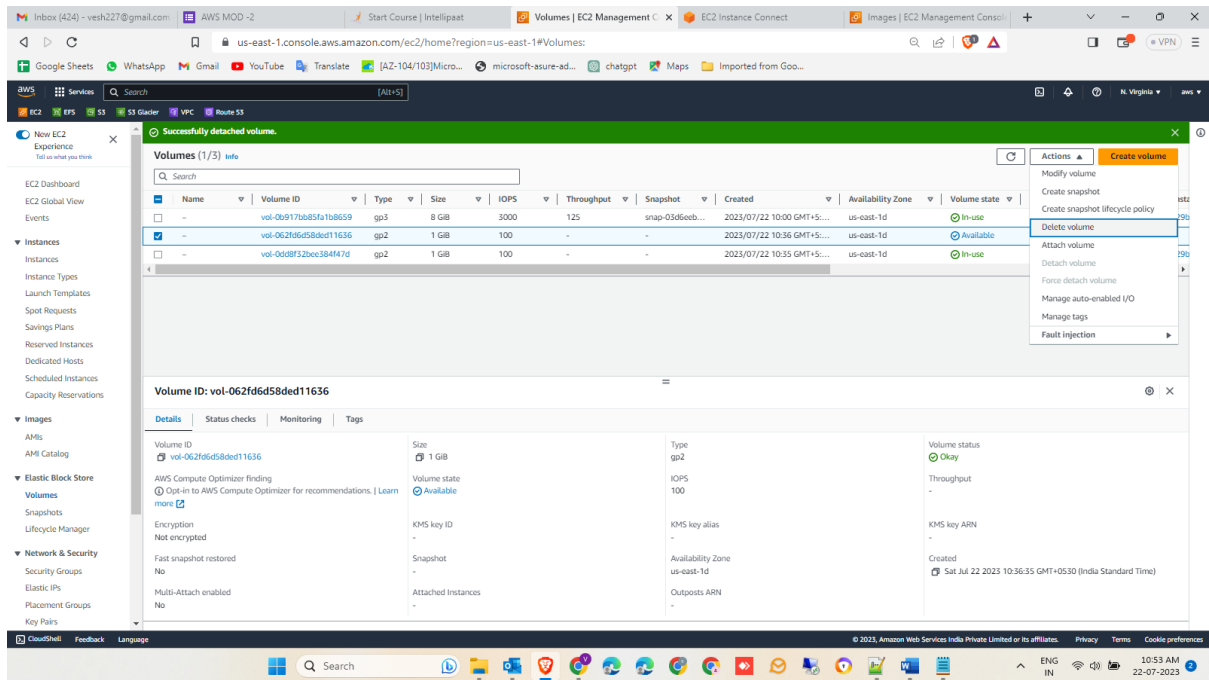 Inbox (424) - vesh227@gmail.com
AWS MOD -2
Start Course | Intellipaat
Volumes | EC2 Management C
EC2 Instance Connect
Images | EC2 Management Consol
us-east-1.console.aws.amazon.com/ec2/home?region=us-east-1#Volumes:
VPN
Google Sheets WhatsApp Gmail YouTube Translate [AZ-104/103]Micro... microsoft-asure-ad... chatgpt Maps Imported from Goo...
aws Services Search [Alt+S] N. Virginia ▾ aws ▾
EC2 EFS S3 S3 Glacier VPC Route 53
New EC2
Experience
Tell us what you think
EC2 Dashboard
EC2 Global View
Events
Instances
Instances
Instance Types
Launch Templates
Spot Requests
Savings Plans
Reserved Instances
Dedicated Hosts
Scheduled Instances
Capacity Reservations
Images
AMIs
AMI Catalog
Elastic Block Store
Volumes
Snapshots
Lifecycle Manager
Network & Security
Security Groups
Elastic IPs
Placement Groups
Key Pairs
Successfully detached volume.
Volumes (1/3) Info
Actions Create volume
Search
Name Volume ID Type Size IOPS Throughput Snapshot Created Availability Zone Volume state
– vol-0b917bb85fa1b8659 gp3 8 GiB 3000 125 snap-03d6eeb... 2023/07/22 10:00 GMT+5:... us-east-1d In-use
– vol-062fd6d58ded11636 gp2 1 GiB 100 - - 2023/07/22 10:36 GMT+5:... us-east-1d Available
– vol-0dd8f32bee384f47d gp2 1 GiB 100 - - 2023/07/22 10:35 GMT+5:... us-east-1d In-use
Modify volume
Create snapshot
Create snapshot lifecycle policy
Delete volume
Attach volume
Detach volume
Force detach volume
Manage auto-enabled I/O
Manage tags
Fault injection
Volume ID: vol-062fd6d58ded11636
Details Status checks Monitoring Tags
Volume ID Size Type Volume status
vol-062fd6d58ded11636 1 GiB gp2 Okay
AWS Compute Optimizer finding Volume state IOPS Throughput
Opt-in to AWS Compute Optimizer for recommendations. | Learn Available 100 -
more
Encryption KMS key ID KMS key alias KMS key ARN
Not encrypted - - -
Fast snapshot restored Snapshot Availability Zone Created
No - us-east-1d Sat Jul 22 2023 10:36:35 GMT+0530 (India Standard Time)
Multi-Attach enabled Attached Instances Outposts ARN
No - -
CloudShell Feedback Language © 2023, Amazon Web Services India Private Limited or its affiliates. Privacy Terms Cookie preferences
Search
ENG
IN
10:53 AM
22-07-2023
2